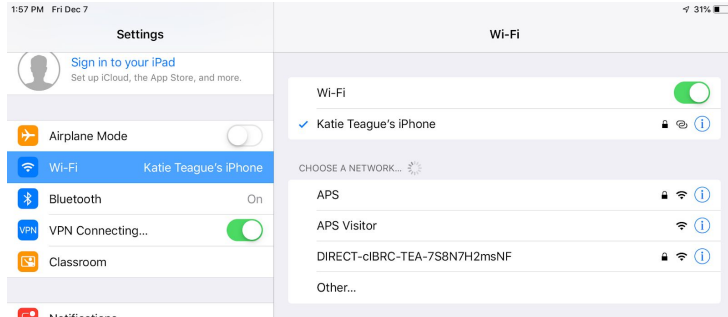 1:57 PM Fri Dec 7
31%
Settings
Wi-Fi
Sign in to your iPad
Set up iCloud, the App Store, and more.
Airplane Mode
Wi-Fi Katie Teague's iPhone
Bluetooth On
VPN VPN Connecting...
Classroom
Notifications
Wi-Fi
Katie Teague's iPhone
CHOOSE A NETWORK...
APS
APS Visitor
DIRECT-clBRC-TEA-7S8N7H2msNF
Other...